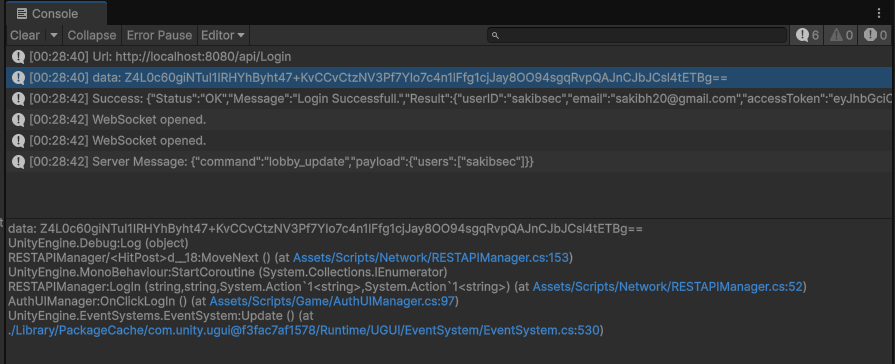 Console
Clear Collapse Error Pause Editor 6 0 0
[00:28:40] Url: http://localhost:8080/api/Login
[00:28:40] data: Z4L0c60giNTul1IRHYhByht47+KvCCvCtzNV3Pf7Ylo7c4n1lFfg1cjJay8OO94sgqRvpQAJnCJbJCsl4tETBg==
[00:28:42] Success: {"Status":"OK","Message":"Login Successfull.","Result":{"userID":"sakibsec","email":"sakibh20@gmail.com","accessToken":"eyJhbGciC
[00:28:42] WebSocket opened.
[00:28:42] WebSocket opened.
[00:28:42] Server Message: {"command":"lobby_update","payload":{"users":["sakibsec"]}}
data: Z4L0c60giNTul1IRHYhByht47+KvCCvCtzNV3Pf7Ylo7c4n1lFfg1cjJay8OO94sgqRvpQAJnCJbJCsl4tETBg==
UnityEngine.Debug:Log (object)
RESTAPIManager/<HitPost>d__18:MoveNext () (at Assets/Scripts/Network/RESTAPIManager.cs:153)
UnityEngine.MonoBehaviour:StartCoroutine (System.Collections.IEnumerator)
RESTAPIManager:LogIn (string,string,System.Action`1<string>,System.Action`1<string>) (at Assets/Scripts/Network/RESTAPIManager.cs:52)
AuthUIManager:OnClickLogIn () (at Assets/Scripts/Game/AuthUIManager.cs:97)
UnityEngine.EventSystems.EventSystem:Update () (at
./Library/PackageCache/com.unity.ugui@f3fac7af1578/Runtime/UGUI/EventSystem/EventSystem.cs:530)